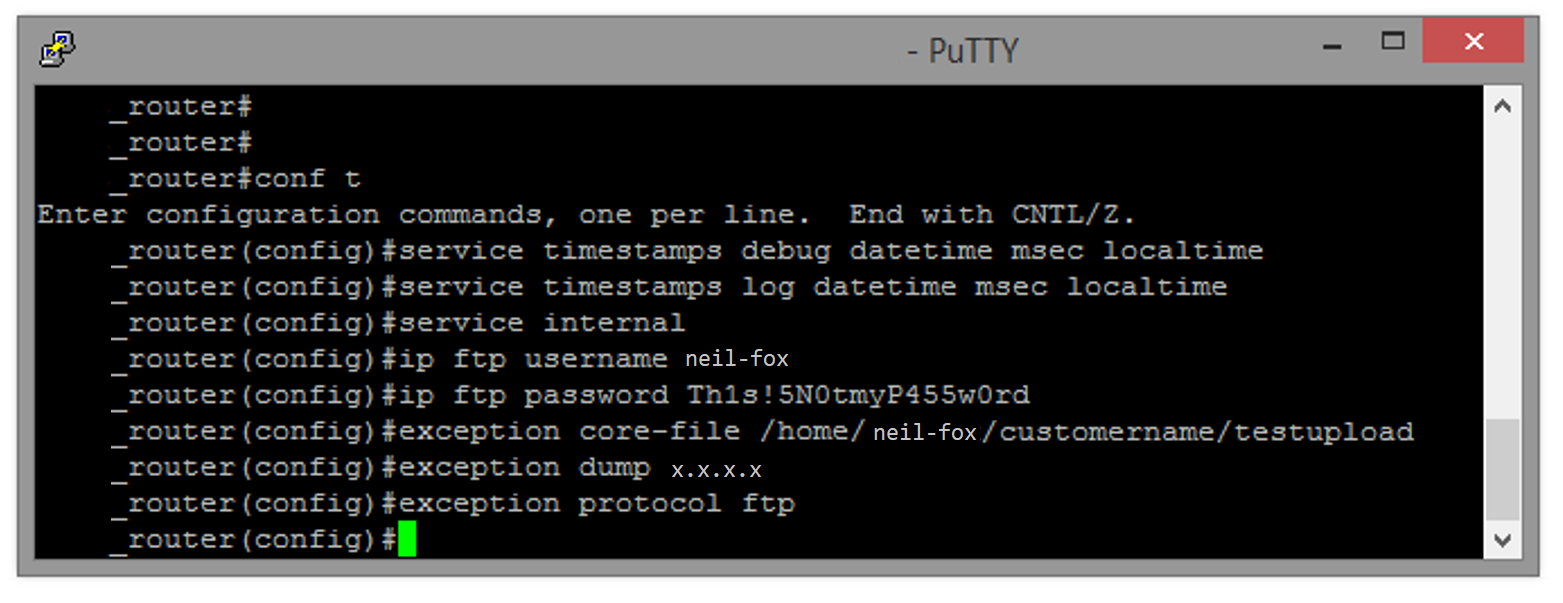 - PuTTY
_router#
_router#
_router#conf t
Enter configuration commands, one per line.  End with CNTL/Z.
_router(config)#service timestamps debug datetime msec localtime
_router(config)#service timestamps log datetime msec localtime
_router(config)#service internal
_router(config)#ip ftp username neil-fox
_router(config)#ip ftp password Th1s!5N0tmyP455w0rd
_router(config)#exception core-file /home/neil-fox/customername/testupload
_router(config)#exception dump x.x.x.x
_router(config)#exception protocol ftp
_router(config)#